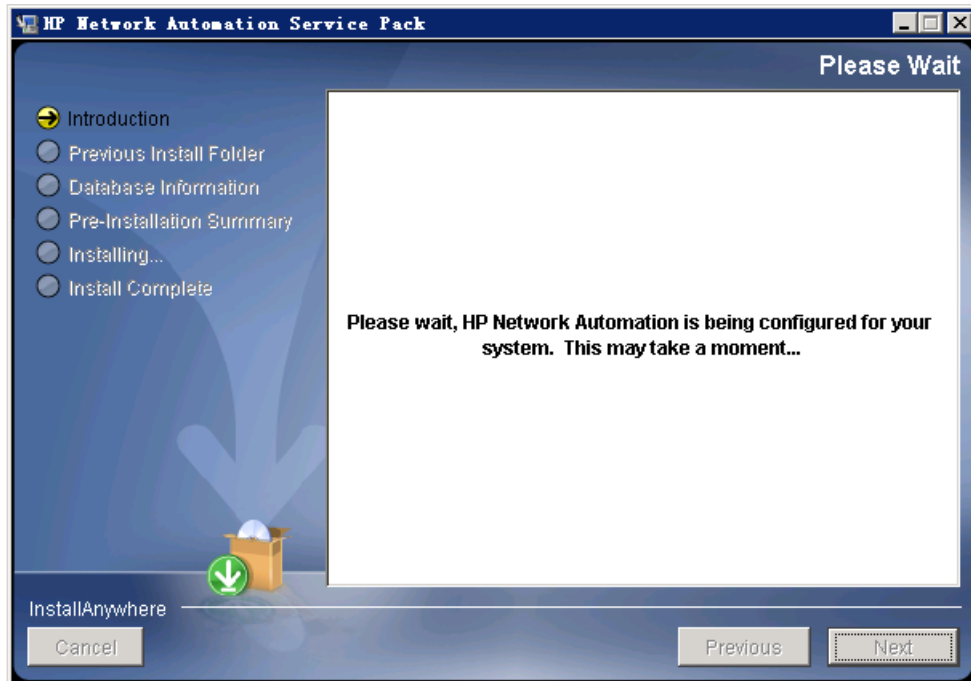 HP Network Automation Service Pack
Please Wait
Introduction
Previous Install Folder
Database Information
Pre-Installation Summary
Installing...
Install Complete
Please wait, HP Network Automation is being configured for your
system. This may take a moment...
InstallAnywhere
Cancel
Previous
Next